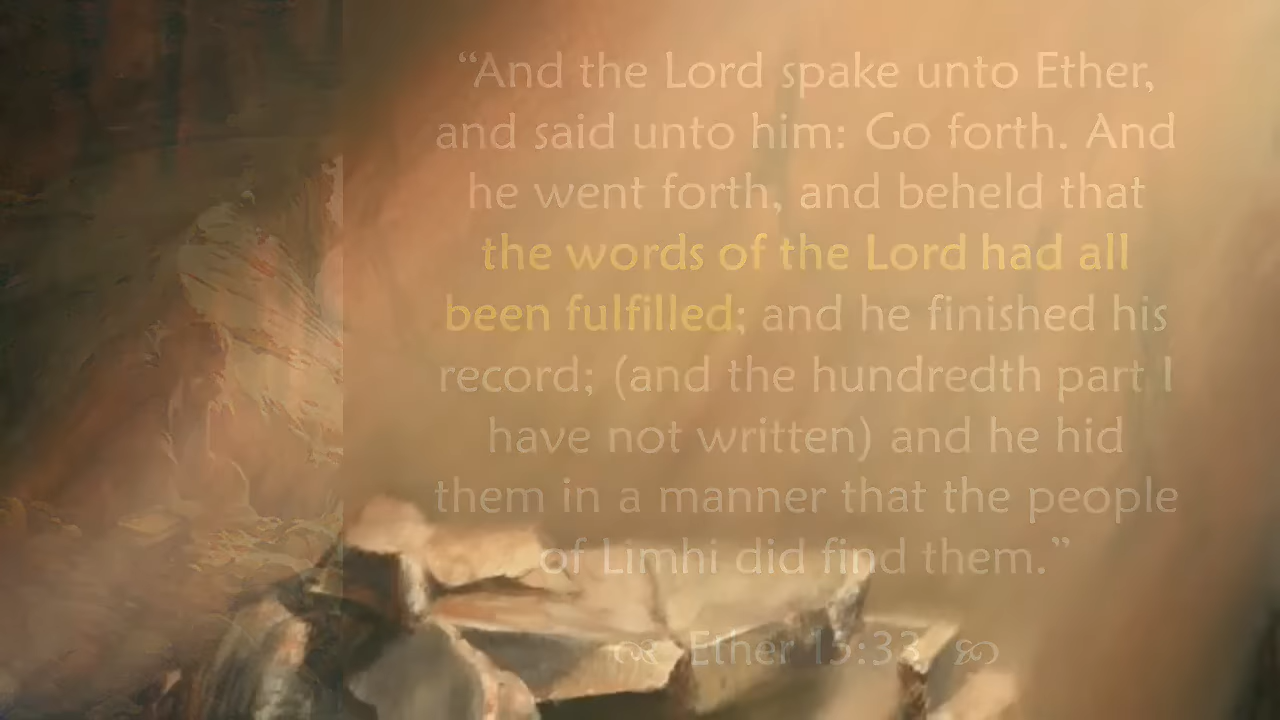 “And the Lord spake unto Ether,
and said unto him: Go forth. And
he went forth, and beheld that
the words of the Lord had all
been fulfilled; and he finished his
record; (and the hundredth part I
have not written) and he hid
them in a manner that the people
of Limhi did find them.”
Ether 15:33